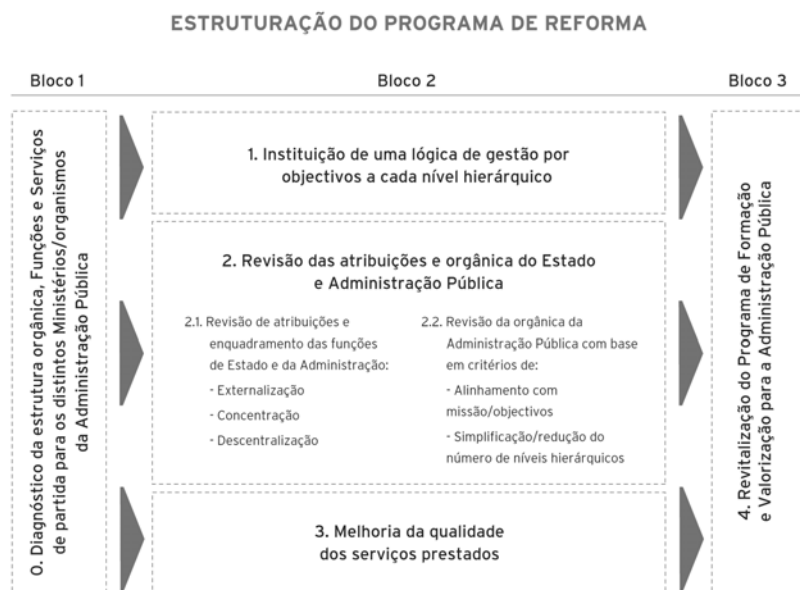 ESTRUTURAÇÃO DO PROGRAMA DE REFORMA
Bloco 1
Bloco 2
Bloco 3
0. Diagnóstico da estrutura orgânica, Funções e Serviços
de partida para os distintos Ministérios/organismos
da Administração Pública
1. Instituição de uma lógica de gestão por
objectivos a cada nível hierárquico
2. Revisão das atribuições e orgânica do Estado
e Administração Pública
2.1. Revisão de atribuições e
enquadramento das funções
de Estado e da Administração:
- Externalização
- Concentração
- Descentralização
2.2. Revisão da orgânica da
Administração Pública com base
em critérios de:
- Alinhamento com
missão/objectivos
- Simplificação/redução do
número de níveis hierárquicos
3. Melhoria da qualidade
dos serviços prestados
4. Revitalização do Programa de Formação
e Valorização para a Administração Pública